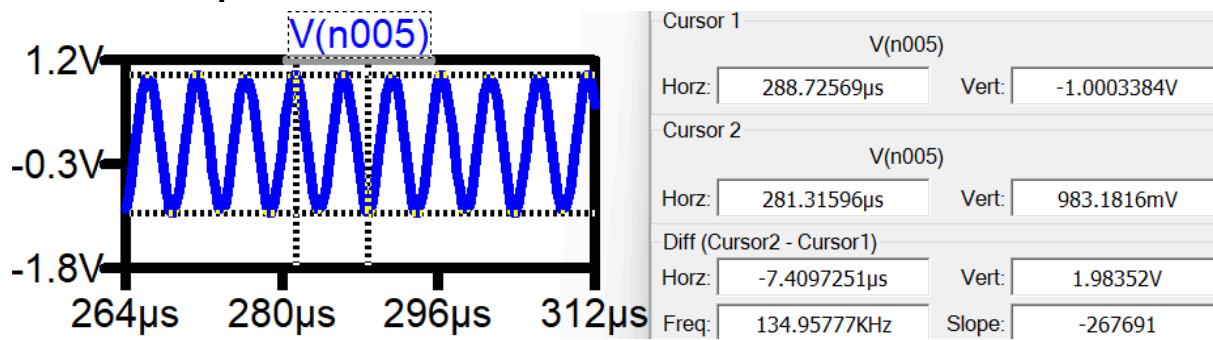 V(n005)
1.2V
-0.3V
-1.8V
264µs 280µs 296µs 312µs
Cursor 1
V(n005)
Horz: 288.72569µs Vert: -1.0003384V
Cursor 2
V(n005)
Horz: 281.31596µs Vert: 983.1816mV
Diff (Cursor2 - Cursor1)
Horz: -7.4097251µs Vert: 1.98352V
Freq: 134.95777KHz Slope: -267691